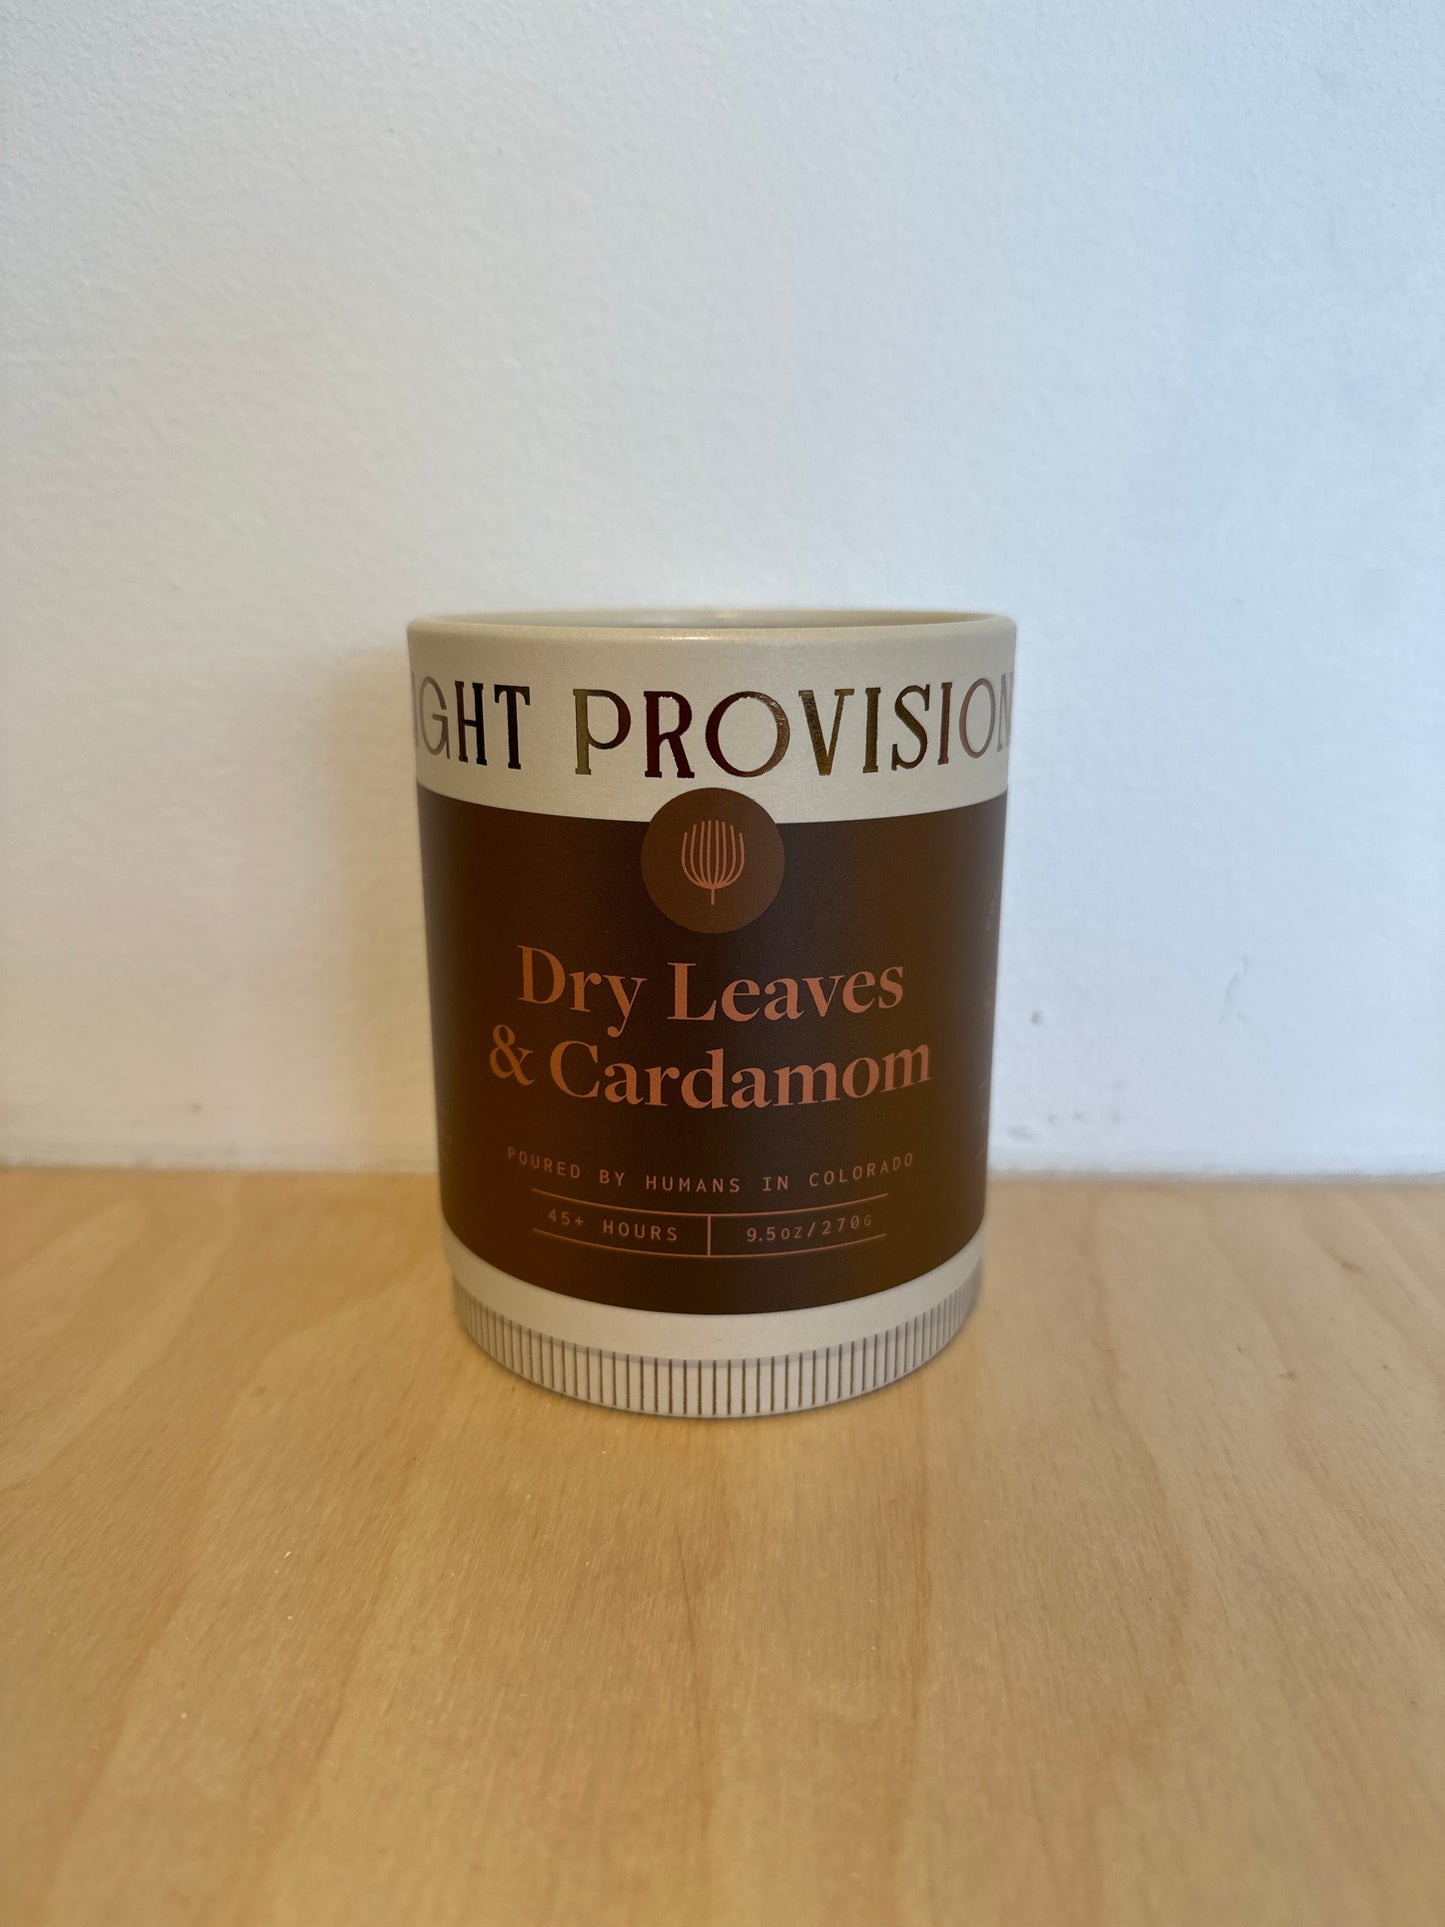 IGHT PROVISION
Dry Leaves
& Cardamom
POURED BY HUMANS IN COLORADO
45+ HOURS | 9.5OZ/270G